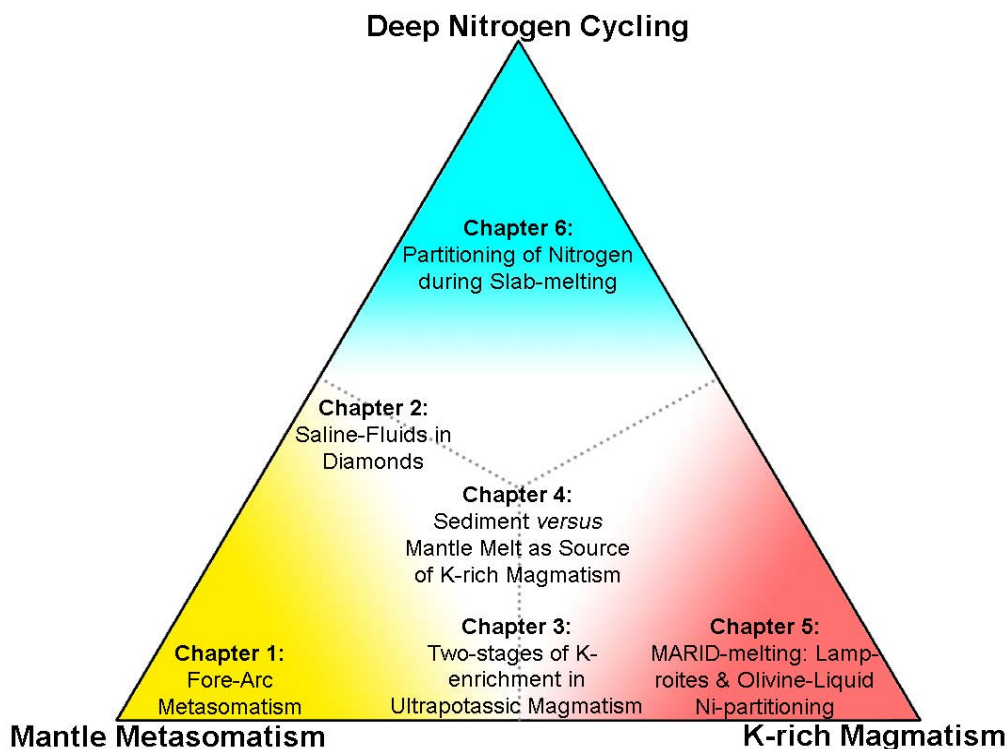 Deep Nitrogen Cycling
Chapter 6:
Partitioning of Nitrogen
during Slab-melting
Chapter 2:
Saline-Fluids in
Diamonds
Chapter 4:
Sediment versus
Mantle Melt as Source
of K-rich Magmatism
Chapter 1:
Fore-Arc
Metasomatism
Chapter 3:
Two-stages of K-
enrichment in
Ultrapotassic Magmatism
Chapter 5:
MARID-melting: Lamp-
roites & Olivine-Liquid
Ni-partitioning
Mantle Metasomatism
K-rich Magmatism